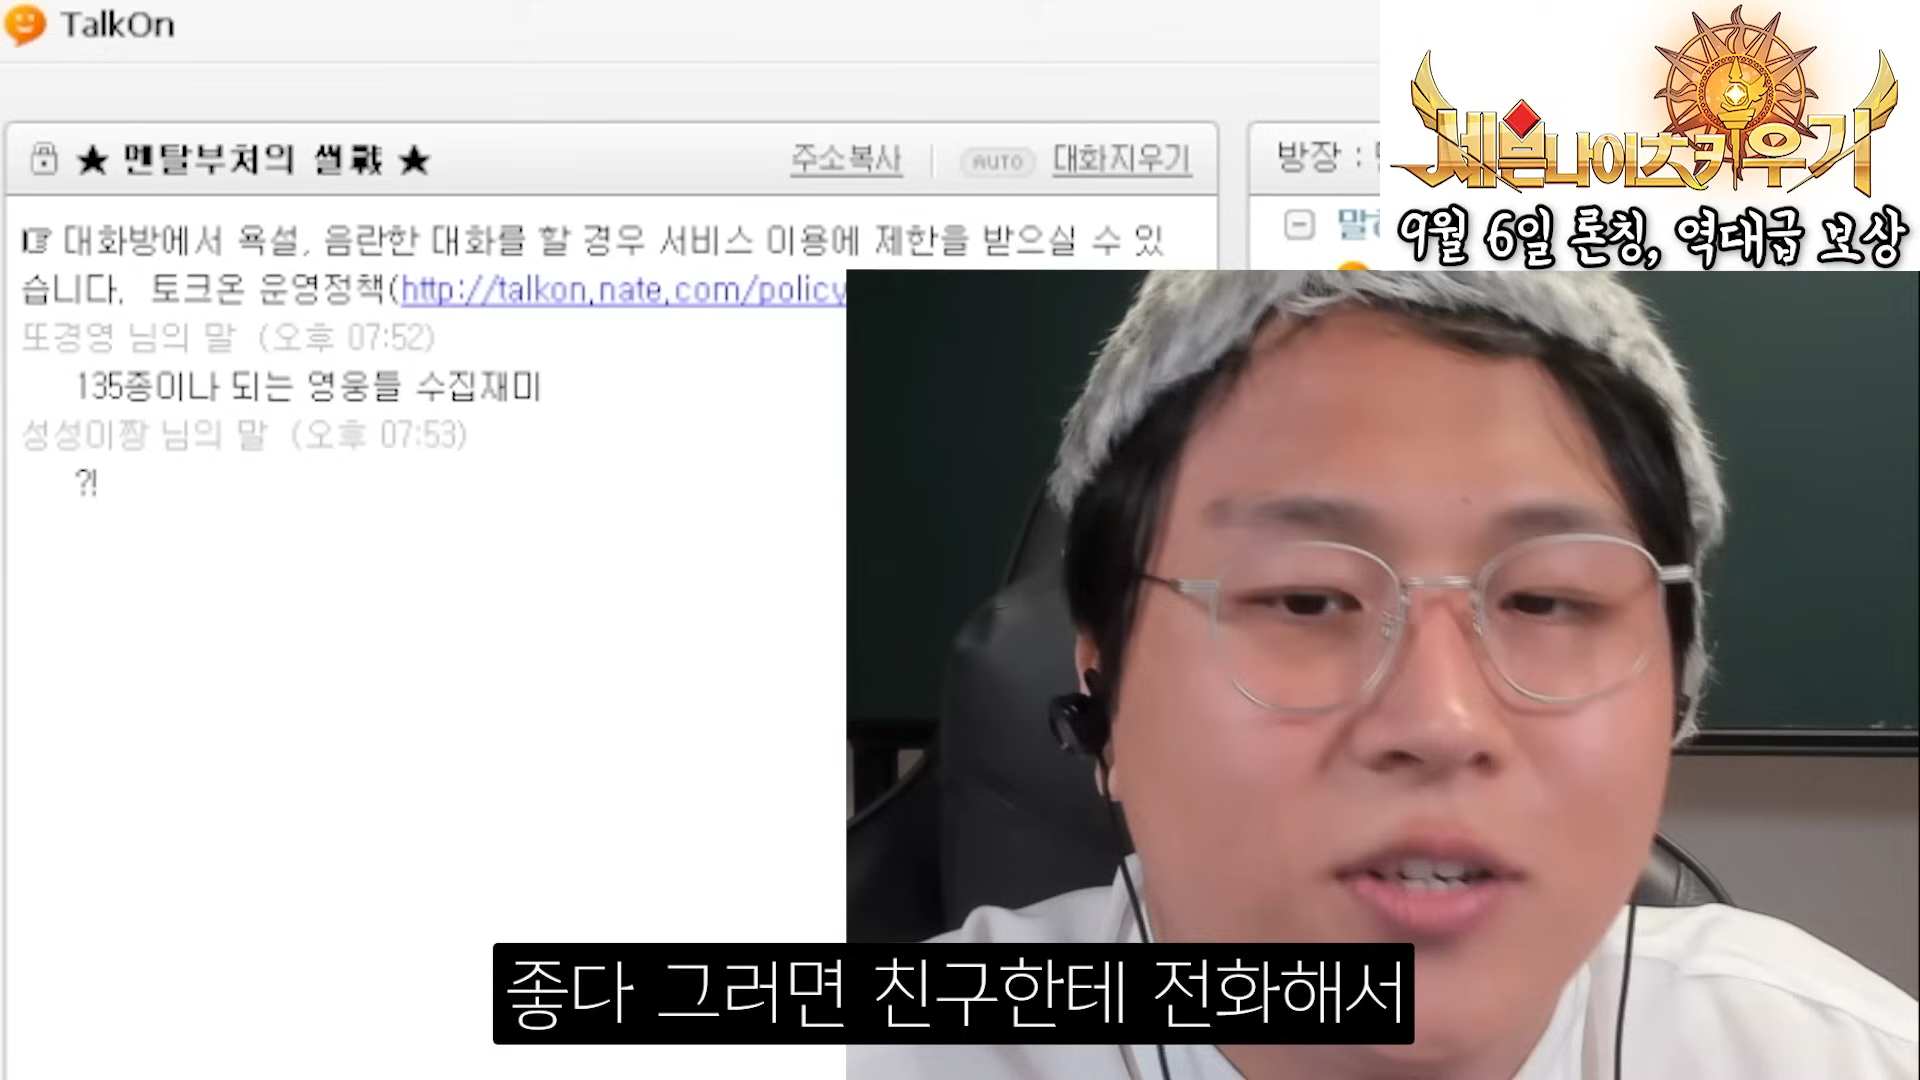 TalkOn
★ 멘탈부처의 썰戰 ★
주소복사
AUTO
대화지우기
방장 :
세븐나이츠키우기
9월 6일 론칭, 역대급 보상
☞ 대화방에서 욕설, 음란한 대화를 할 경우 서비스 이용에 제한을 받으실 수 있
습니다. 토크온 운영정책(http://talkon.nate.com/policy
또경영 님의 말 (오후 07:52)
135종이나 되는 영웅들 수집재미
성성이짱 님의 말 (오후 07:53)
?!
좋다 그러면 친구한테 전화해서